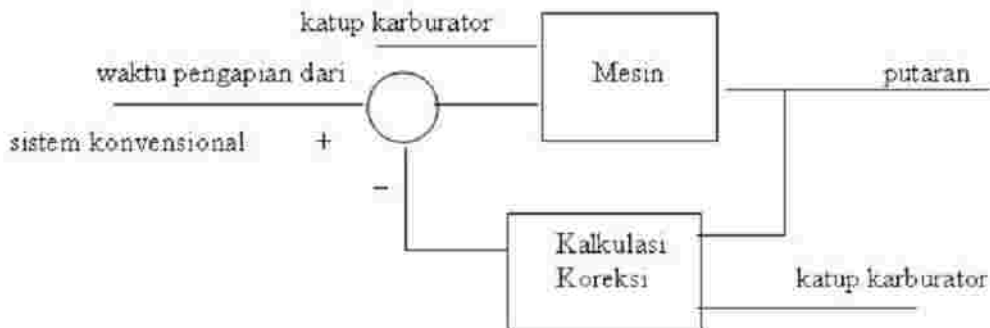 katup karburator
waktu pengapian dari
sistem konvensional
+
-
Mesin
putaran
Kalkulasi
Koreksi
katup karburator